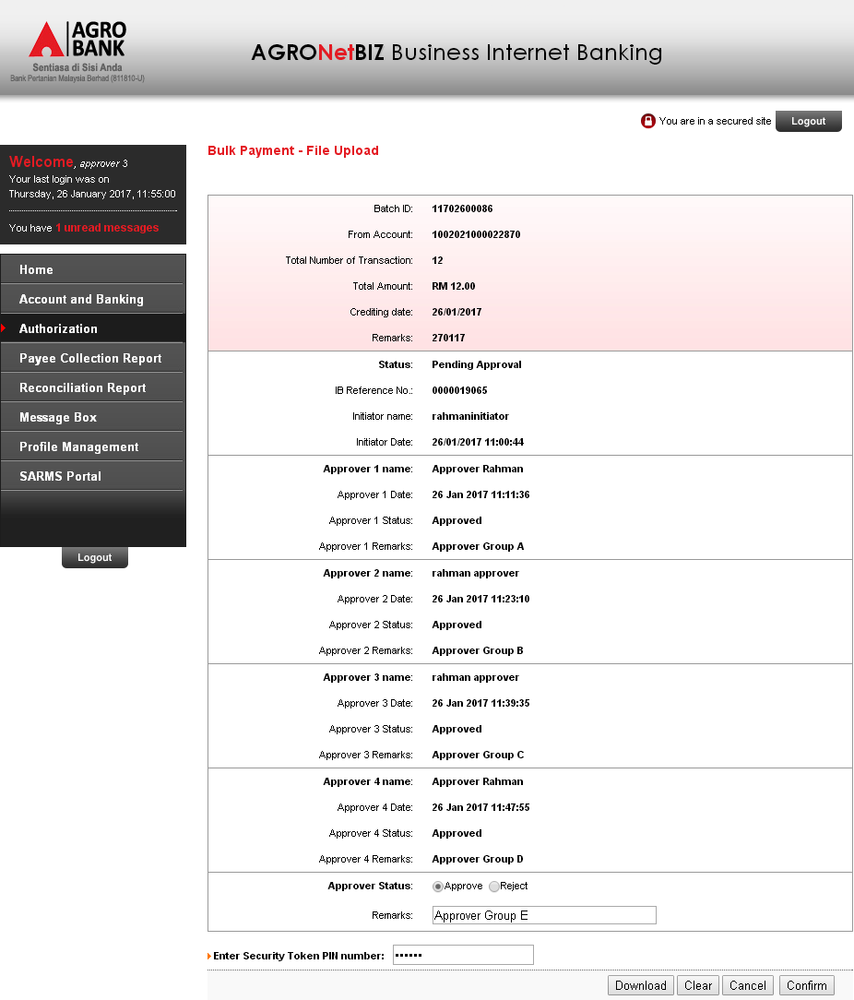 AGRO
BANK
Sentiasa di Sisi Anda
Bank Pertanian Malaysia Berhad (811810-U)
AGRONetBIZ Business Internet Banking
You are in a secured site
Logout
Welcome, approver 3
Your last login was on
Thursday, 26 January 2017, 11:55:00
You have 1 unread messages
Home
Account and Banking
Authorization
Payee Collection Report
Reconciliation Report
Message Box
Profile Management
SARMS Portal
Logout
Bulk Payment - File Upload
Batch ID: 11702600086
From Account: 1002021000022870
Total Number of Transaction: 12
Total Amount: RM 12.00
Crediting date: 26/01/2017
Remarks: 270117
Status: Pending Approval
IB Reference No.: 0000019065
Initiator name: rahmaninitiator
Initiator Date: 26/01/2017 11:00:44
Approver 1 name: Approver Rahman
Approver 1 Date: 26 Jan 2017 11:11:36
Approver 1 Status: Approved
Approver 1 Remarks: Approver Group A
Approver 2 name: rahman approver
Approver 2 Date: 26 Jan 2017 11:23:10
Approver 2 Status: Approved
Approver 2 Remarks: Approver Group B
Approver 3 name: rahman approver
Approver 3 Date: 26 Jan 2017 11:39:35
Approver 3 Status: Approved
Approver 3 Remarks: Approver Group C
Approver 4 name: Approver Rahman
Approver 4 Date: 26 Jan 2017 11:47:55
Approver 4 Status: Approved
Approver 4 Remarks: Approver Group D
Approver Status: Approve Reject
Remarks: Approver Group E
Enter Security Token PIN number: ••••••
Download Clear Cancel Confirm